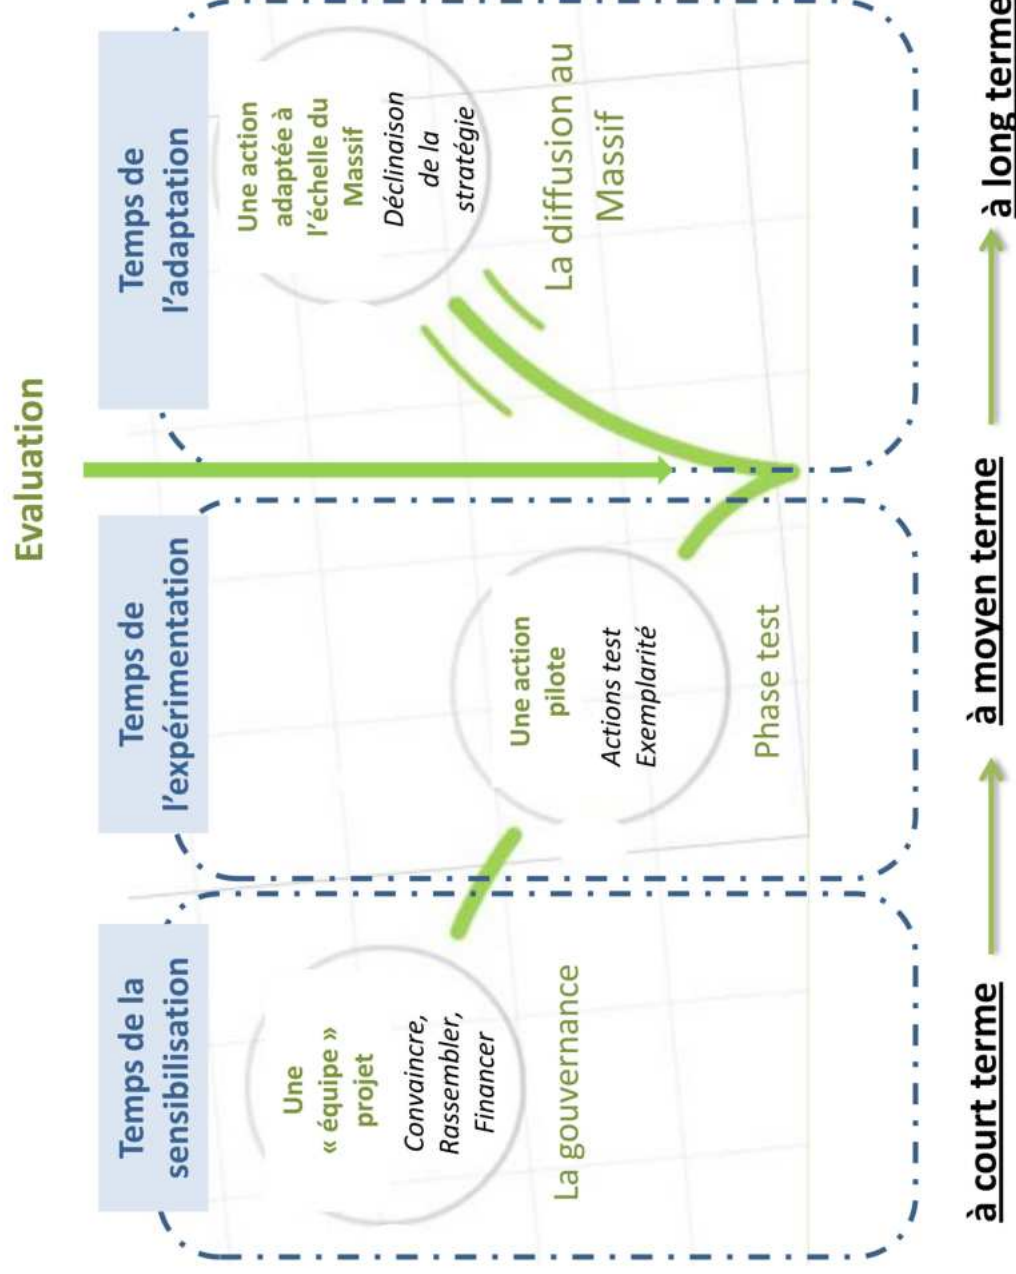 Evaluation
Temps de la
sensibilisation
Temps de
l'expérimentation
Temps de
l'adaptation
Une
« équipe »
projet
Convaincre,
Rassembler,
Financer
La gouvernance
Une action
pilote
Actions test
Exemplarité
Phase test
Une action
adaptée à
l'échelle du
Massif
Déclinaison
de la
stratégie
La diffusion au
Massif
à court terme
à moyen terme
à long terme